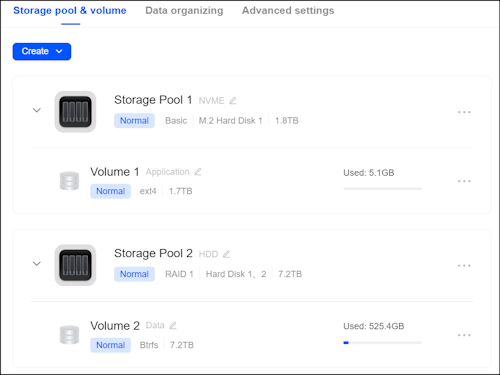 Storage pool & volume Data organizing Advanced settings
Create
Storage Pool 1 NVME
Normal Basic M.2 Hard Disk 1 1.8TB
Volume 1 Application Used: 5.1GB
Normal ext4 1.7TB
Storage Pool 2 HDD
Normal RAID 1 Hard Disk 1、2 7.2TB
Volume 2 Data Used: 525.4GB
Normal Btrfs 7.2TB